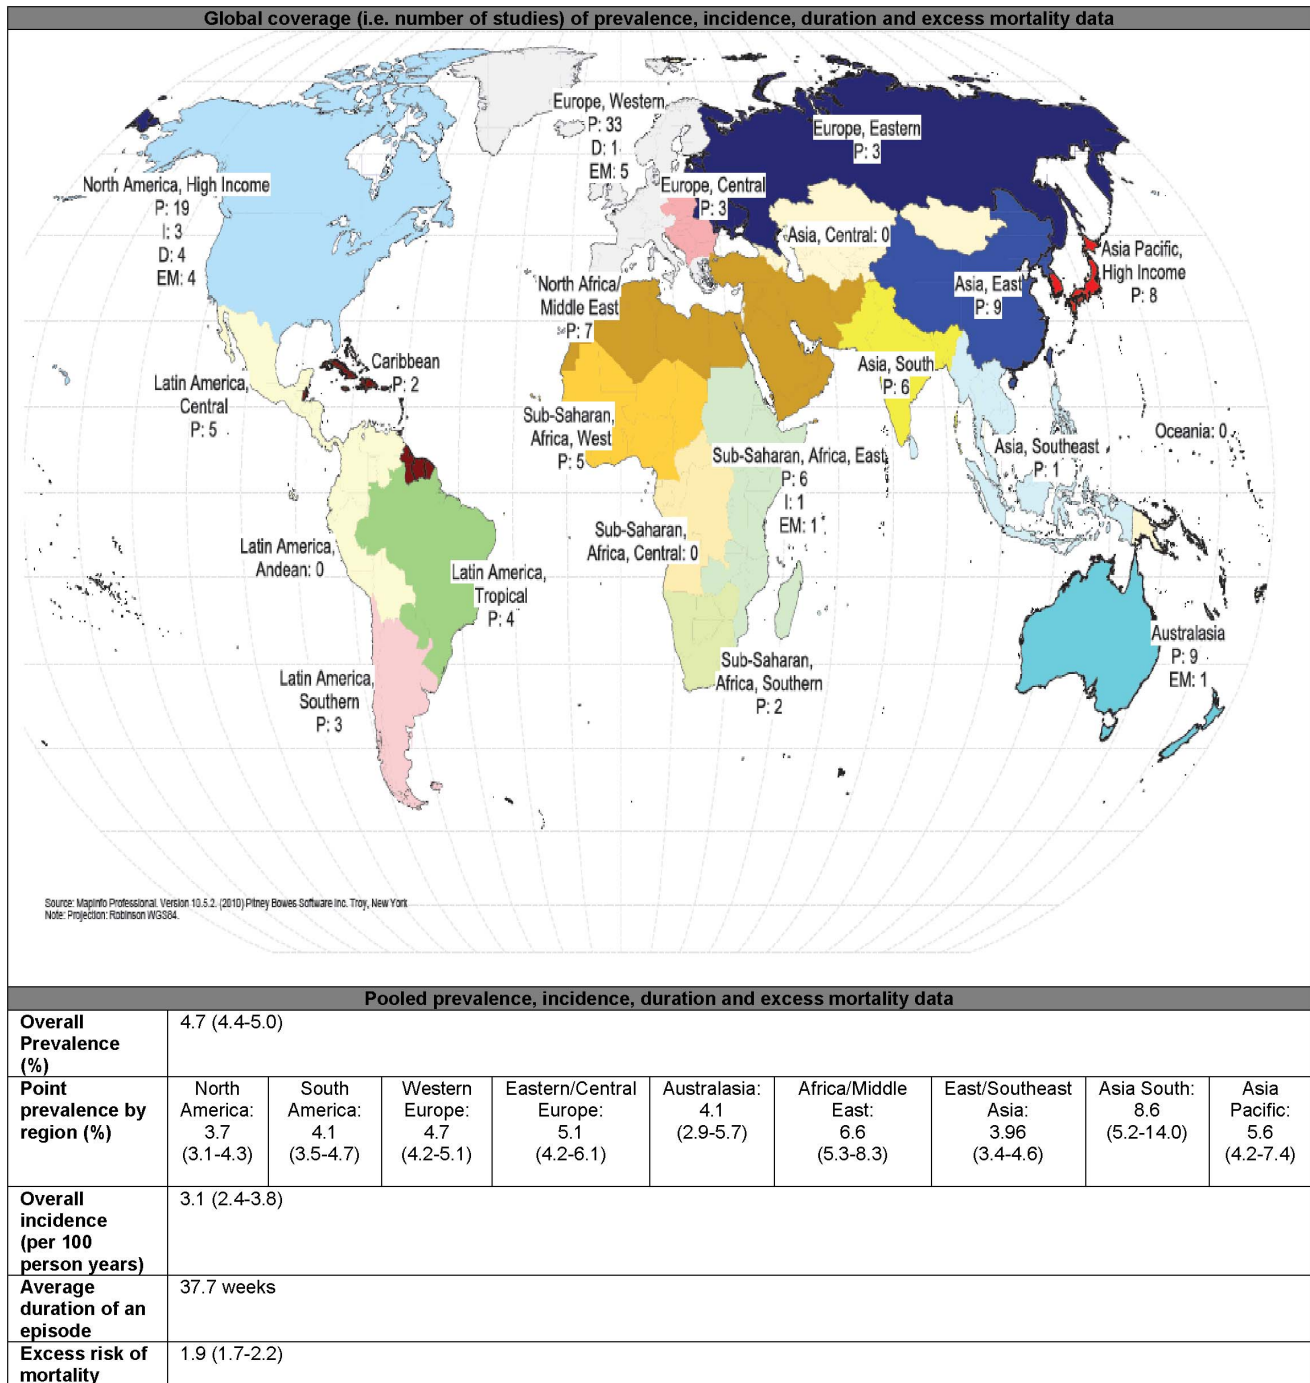 Global coverage (i.e. number of studies) of prevalence, incidence, duration and excess mortality data
Europe, Western
P: 33
D: 1
EM: 5
Europe, Eastern
P: 3
North America, High Income
P: 19
I: 3
D: 4
EM: 4
Europe, Central
P: 3
Asia, Central: 0
Asia Pacific,
High Income
P: 8
North Africa/
Middle East
P: 7
Asia, East
P: 9
Caribbean
P: 2
Latin America,
Central
P: 5
Asia, South
P: 6
Sub-Saharan,
Africa, West
P: 5
Oceania: 0
Asia, Southeast
P: 1
Sub-Saharan, Africa, East
P: 6
I: 1
EM: 1
Sub-Saharan,
Africa, Central: 0
Latin America,
Andean: 0
Latin America,
Tropical
P: 4
Australasia
P: 9
EM: 1
Sub-Saharan,
Africa, Southern
P: 2
Latin America,
Southern
P: 3
Source: MapInfo Professional. Version 10.5.2. (2010) Pitney Bowes Software Inc. Troy, New York
Note: Projection: Robinson WGS84.
Pooled prevalence, incidence, duration and excess mortality data
Overall
Prevalence
(%)
4.7 (4.4-5.0)
Point
prevalence by
region (%)
North
America:
3.7
(3.1-4.3)
South
America:
4.1
(3.5-4.7)
Western
Europe:
4.7
(4.2-5.1)
Eastern/Central
Europe:
5.1
(4.2-6.1)
Australasia:
4.1
(2.9-5.7)
Africa/Middle
East:
6.6
(5.3-8.3)
East/Southeast
Asia:
3.96
(3.4-4.6)
Asia South:
8.6
(5.2-14.0)
Asia
Pacific:
5.6
(4.2-7.4)
Overall
incidence
(per 100
person years)
3.1 (2.4-3.8)
Average
duration of an
episode
37.7 weeks
Excess risk of
mortality
1.9 (1.7-2.2)